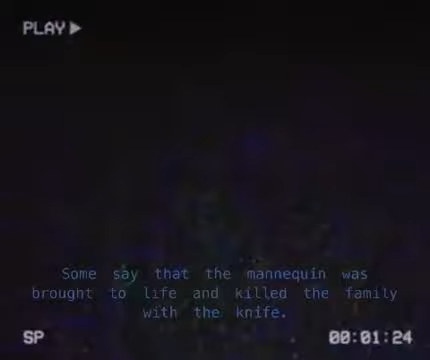 PLAY▶
Some say that the mannequin was
brought to life and killed the family
with the knife.
SP 00:01:24